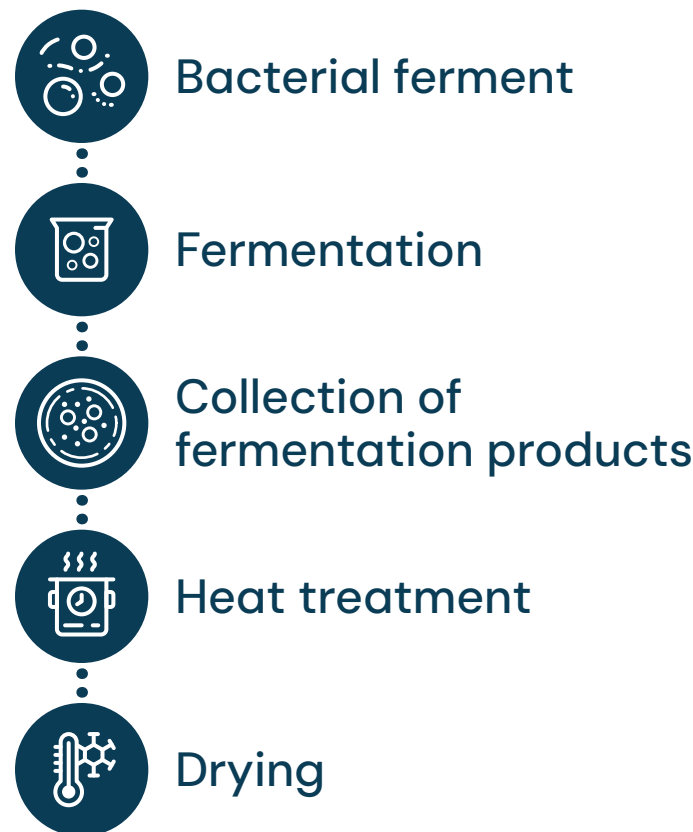 Bacterial ferment
Fermentation
Collection of
fermentation products
Heat treatment
Drying